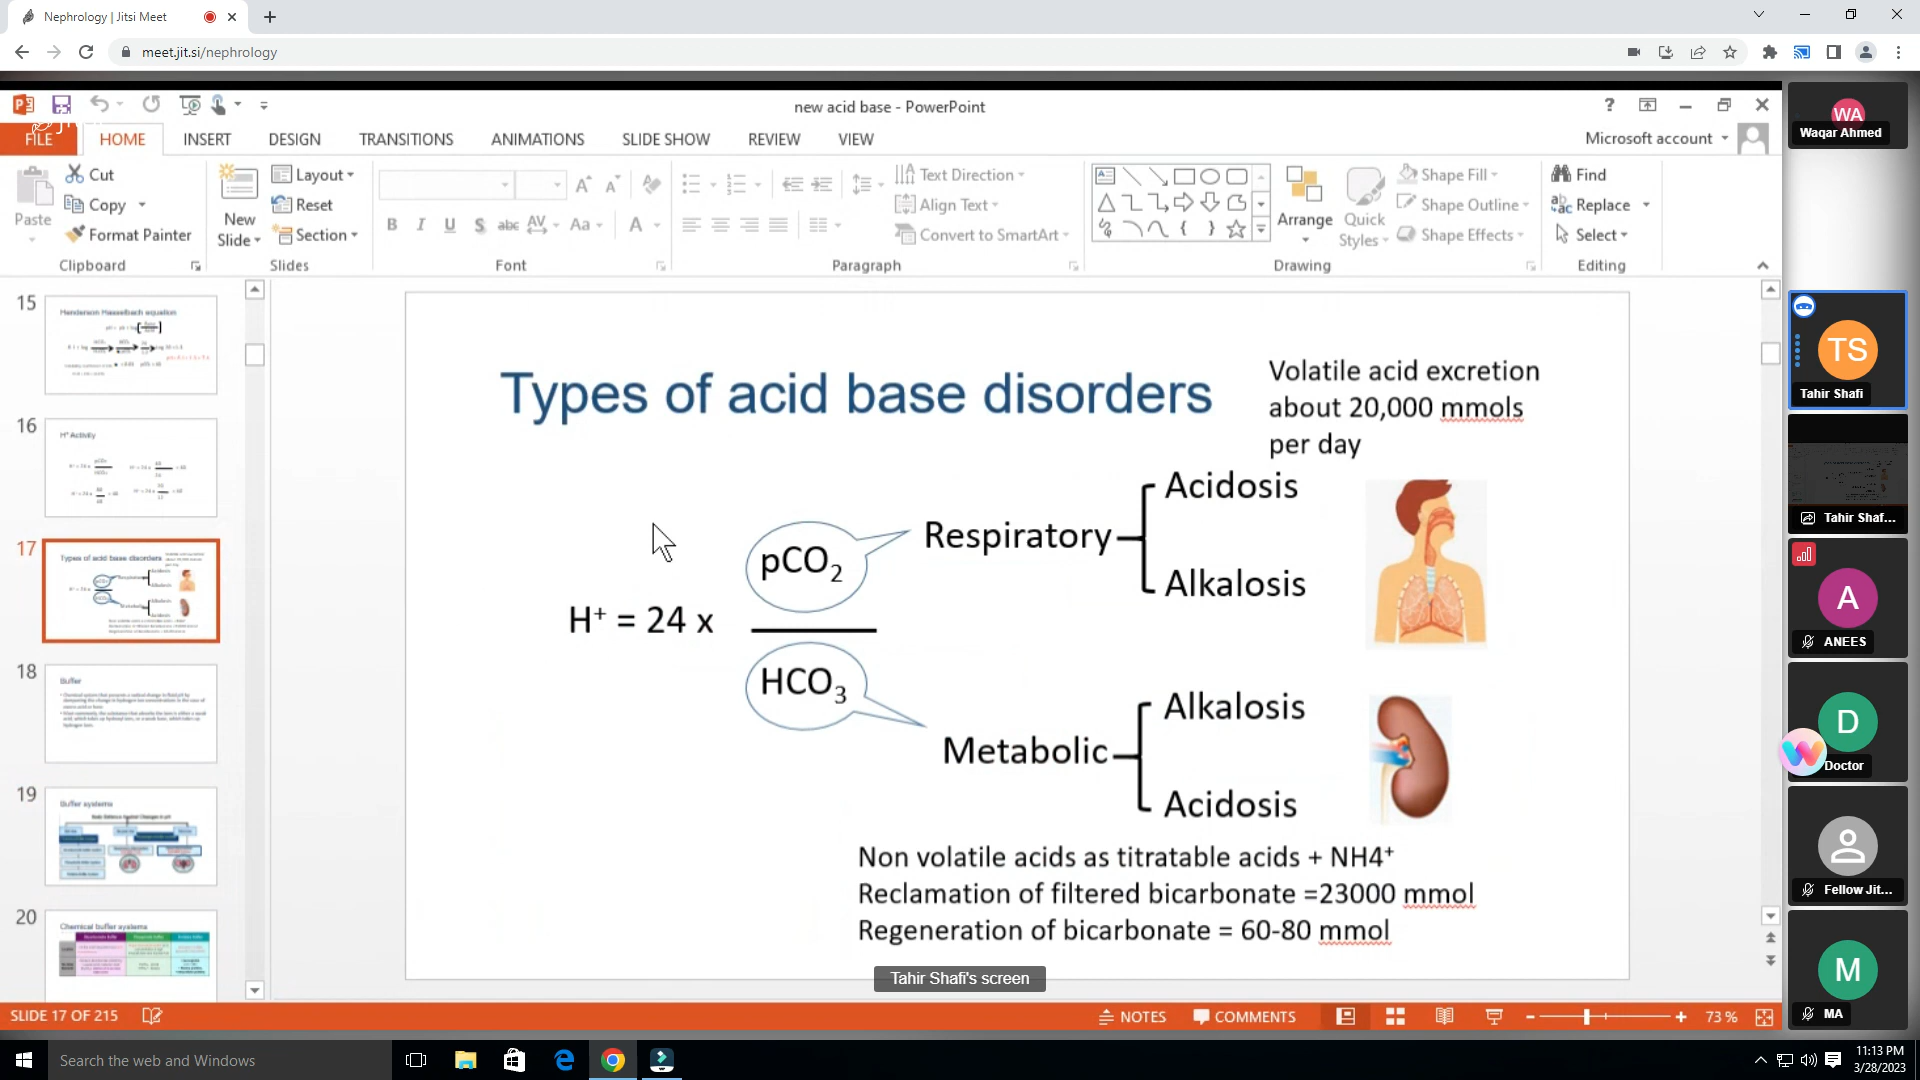 Nephrology | Jitsi Meet
meet.jit.si/nephrology
new acid base - PowerPoint
FILE HOME INSERT DESIGN TRANSITIONS ANIMATIONS SLIDE SHOW REVIEW VIEW
Microsoft account
Paste
Cut
Copy
Format Painter
Clipboard
New Slide
Layout
Reset
Section
Slides
Font
Paragraph
Text Direction
Align Text
Convert to SmartArt
Arrange
Quick Styles
Shape Fill
Shape Outline
Shape Effects
Drawing
Find
Replace
Select
Editing
15
Henderson Hasselbach equation
16
H⁺ Activity
17
Types of acid base disorders
18
Buffer
19
Buffer systems
20
Chemical buffer systems
Types of acid base disorders
Volatile acid excretion
about 20,000 mmols
per day
H⁺ = 24 x
pCO₂
HCO₃
Respiratory
Acidosis
Alkalosis
Metabolic
Alkalosis
Acidosis
Non volatile acids as titratable acids + NH4⁺
Reclamation of filtered bicarbonate =23000 mmol
Regeneration of bicarbonate = 60-80 mmol
Tahir Shafi's screen
SLIDE 17 OF 215
NOTES
COMMENTS
73 %
WA
Waqar Ahmed
TS
Tahir Shafi
Tahir Shaf...
A
ANEES
D
Doctor
Fellow Jit...
M
MA
Search the web and Windows
11:13 PM
3/28/2023